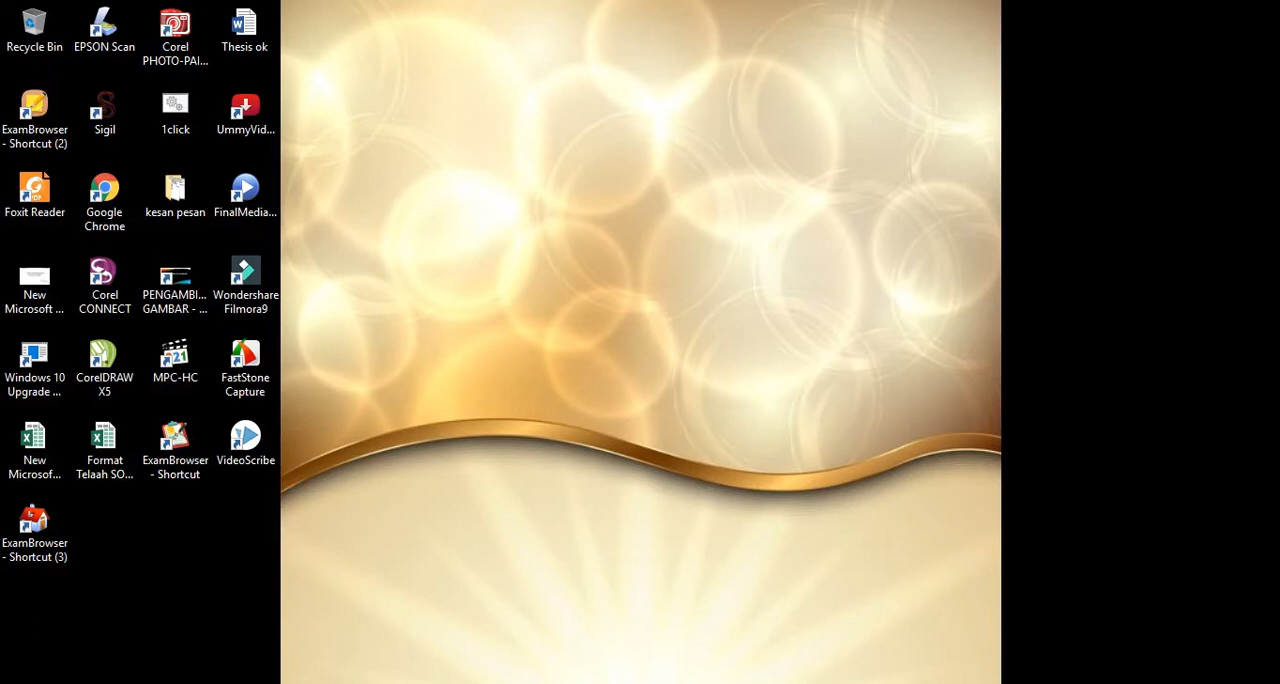 Recycle Bin
EPSON Scan
Corel
PHOTO-PAI...
Thesis ok
ExamBrowser
- Shortcut (2)
Sigil
1click
UmmyVid...
Foxit Reader
Google
Chrome
kesan pesan
FinalMedia...
New
Microsoft ...
Corel
CONNECT
PENGAMBI...
GAMBAR - ...
Wondershare
Filmora9
Windows 10
Upgrade ...
CorelDRAW
X5
21
MPC-HC
FastStone
Capture
New
Microsof...
Format
Telaah SO...
ExamBrowser
- Shortcut
VideoScribe
ExamBrowser
- Shortcut (3)